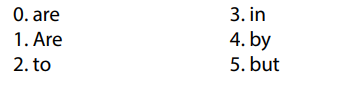 0. are
1. Are
2. to
3. in
4. by
5. but